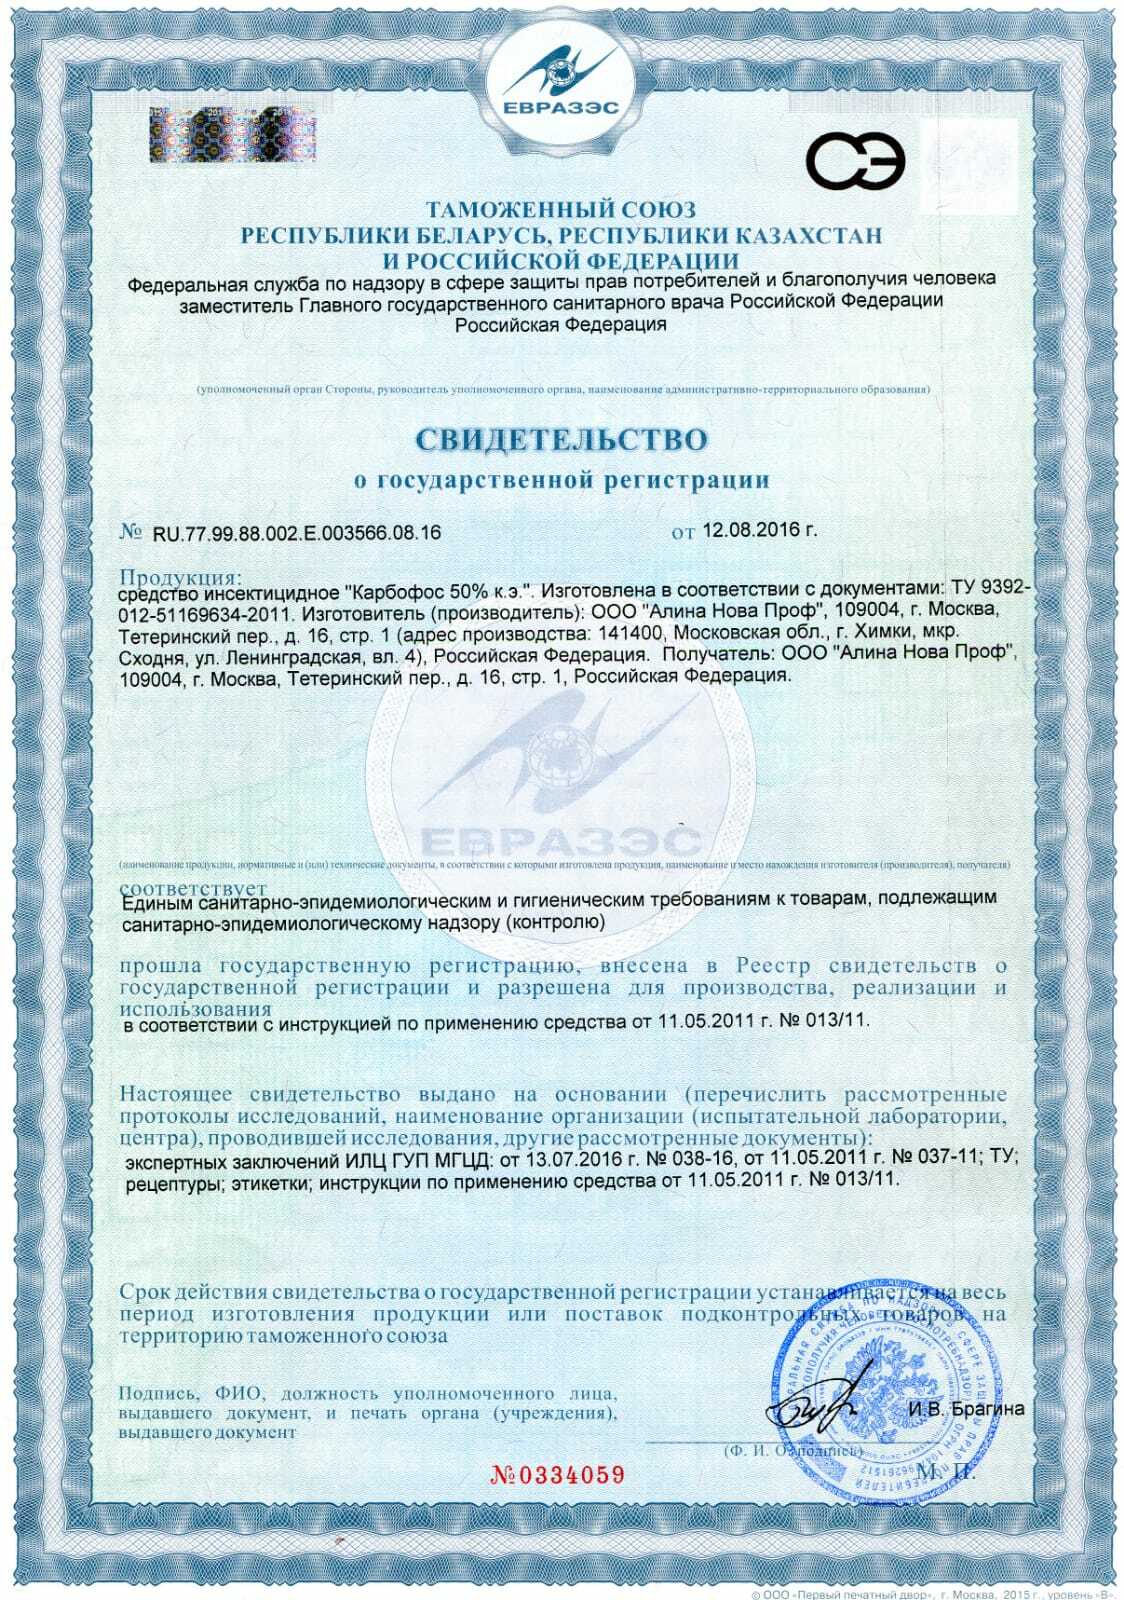 ЕВРАЗЭС
СЭ
ТАМОЖЕННЫЙ СОЮЗ
РЕСПУБЛИКИ БЕЛАРУСЬ, РЕСПУБЛИКИ КАЗАХСТАН
И РОССИЙСКОЙ ФЕДЕРАЦИИ
Федеральная служба по надзору в сфере защиты прав потребителей и благополучия человека
заместитель Главного государственного санитарного врача Российской Федерации
Российская Федерация
(уполномоченный орган Стороны, руководитель уполномоченного органа, наименование административно-территориального образования)
СВИДЕТЕЛЬСТВО
о государственной регистрации
№ RU.77.99.88.002.Е.003566.08.16 от 12.08.2016 г.
Продукция:
средство инсектицидное "Карбофос 50% к.э.". Изготовлена в соответствии с документами: ТУ 9392-
012-51169634-2011. Изготовитель (производитель): ООО "Алина Нова Проф", 109004, г. Москва,
Тетеринский пер., д. 16, стр. 1 (адрес производства: 141400, Московская обл., г. Химки, мкр.
Сходня, ул. Ленинградская, вл. 4), Российская Федерация. Получатель: ООО "Алина Нова Проф",
109004, г. Москва, Тетеринский пер., д. 16, стр. 1, Российская Федерация.
ЕВРАЗЭС
(наименование продукции, нормативные и (или) технические документы, в соответствии с которыми изготовлена продукция, наименование и место нахождения изготовителя (производителя), получателя)
соответствует
Единым санитарно-эпидемиологическим и гигиеническим требованиям к товарам, подлежащим
санитарно-эпидемиологическому надзору (контролю)
прошла государственную регистрацию, внесена в Реестр свидетельств о
государственной регистрации и разрешена для производства, реализации и
использования
в соответствии с инструкцией по применению средства от 11.05.2011 г. № 013/11.
Настоящее свидетельство выдано на основании (перечислить рассмотренные
протоколы исследований, наименование организации (испытательной лаборатории,
центра), проводившей исследования, другие рассмотренные документы):
экспертных заключений ИЛЦ ГУП МГЦД: от 13.07.2016 г. № 038-16, от 11.05.2011 г. № 037-11; ТУ;
рецептуры; этикетки; инструкции по применению средства от 11.05.2011 г. № 013/11.
Срок действия свидетельства о государственной регистрации устанавливается на весь
период изготовления продукции или поставок подконтрольных товаров на
территорию таможенного союза
Подпись, ФИО, должность уполномоченного лица,
выдавшего документ, и печать органа (учреждения),
выдавшего документ
И.В. Брагина
(Ф. И. О./подпись)
М. П.
№0334059
© ООО «Первый печатный двор», г. Москва, 2015 г., уровень «В».